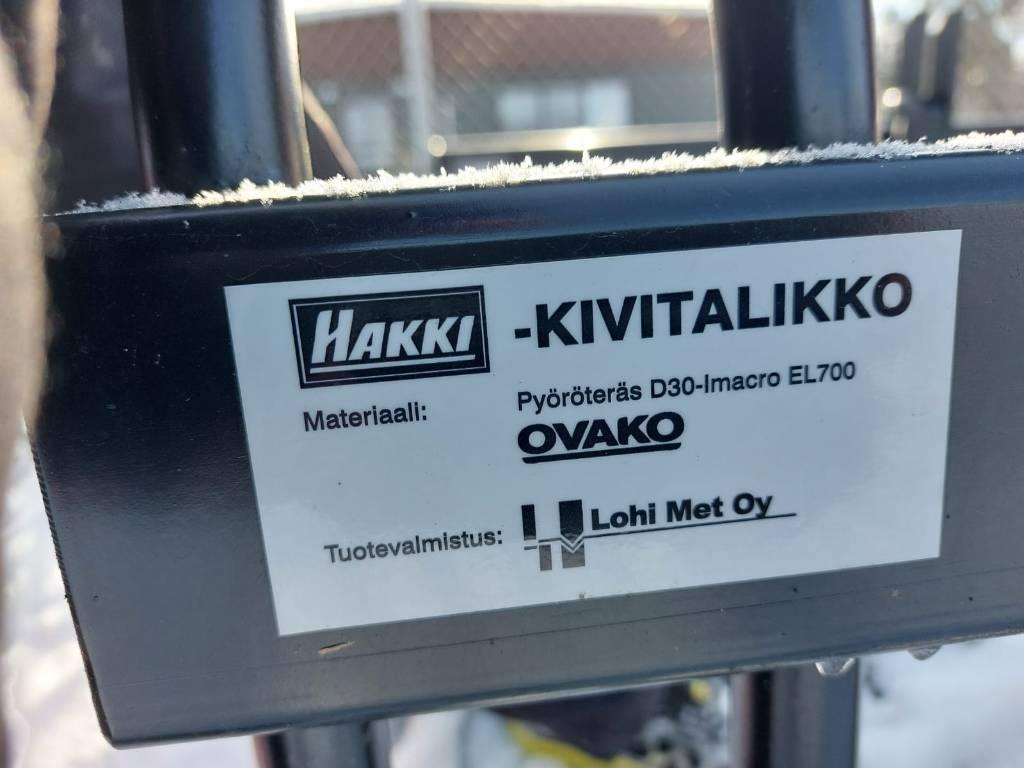 HAKKI -KIVITALIKKO
Materiaali: Pyöröteräs D30-Imacro EL700
OVAKO
Tuotevalmistus: Lohi Met Oy